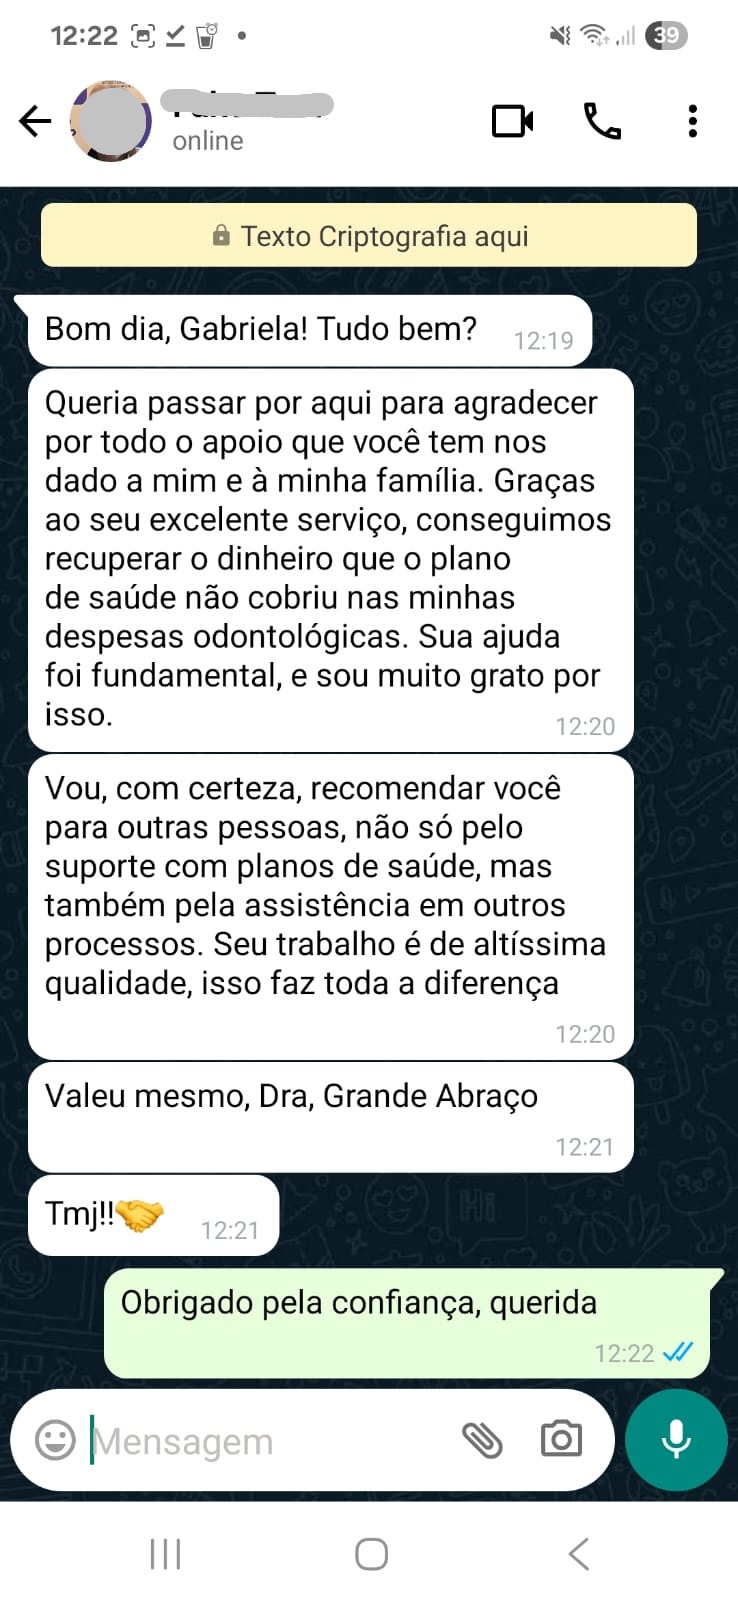 12:22
39
online
Texto Criptografia aqui
Bom dia, Gabriela! Tudo bem?
12:19
Queria passar por aqui para agradecer
por todo o apoio que você tem nos
dado a mim e à minha família. Graças
ao seu excelente serviço, conseguimos
recuperar o dinheiro que o plano
de saúde não cobriu nas minhas
despesas odontológicas. Sua ajuda
foi fundamental, e sou muito grato por
isso.
12:20
Vou, com certeza, recomendar você
para outras pessoas, não só pelo
suporte com planos de saúde, mas
também pela assistência em outros
processos. Seu trabalho é de altíssima
qualidade, isso faz toda a diferença
12:20
Valeu mesmo, Dra, Grande Abraço
12:21
Tmj!!🤝
12:21
Hi
Obrigado pela confiança, querida
12:22
Mensagem